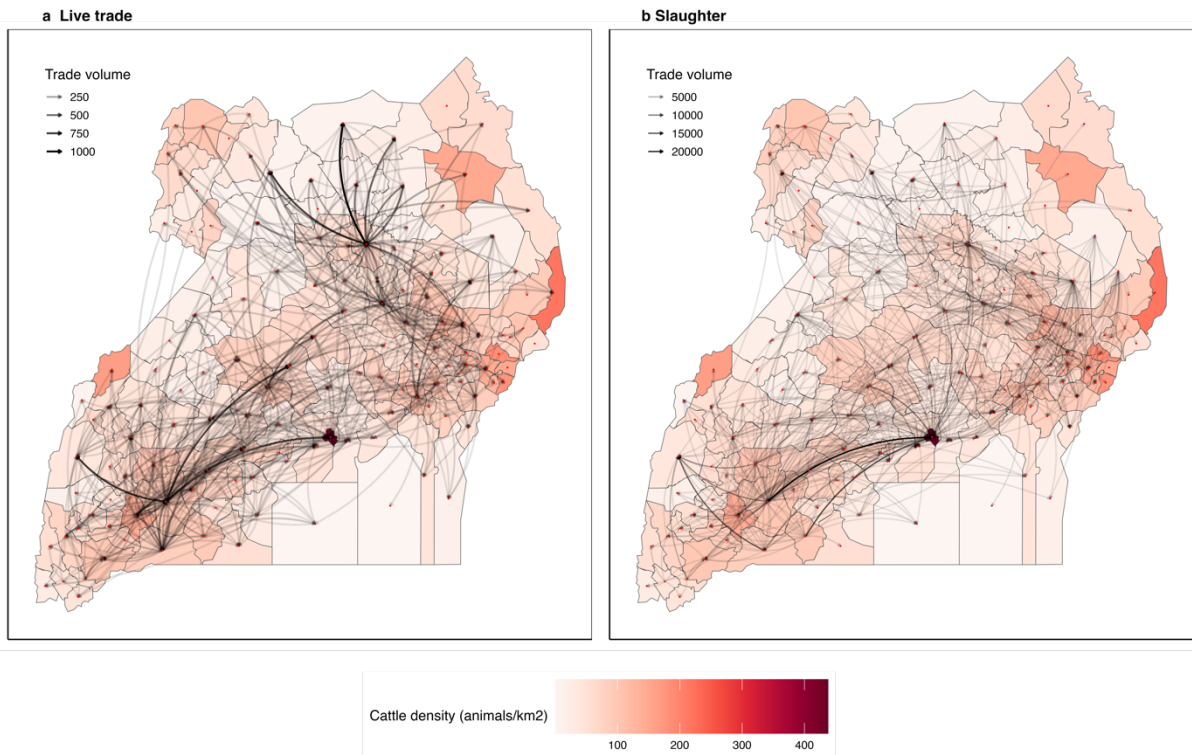 a Live trade
b Slaughter
Trade volume
250
500
750
1000
Trade volume
5000
10000
15000
20000
Cattle density (animals/km2)
100
200
300
400